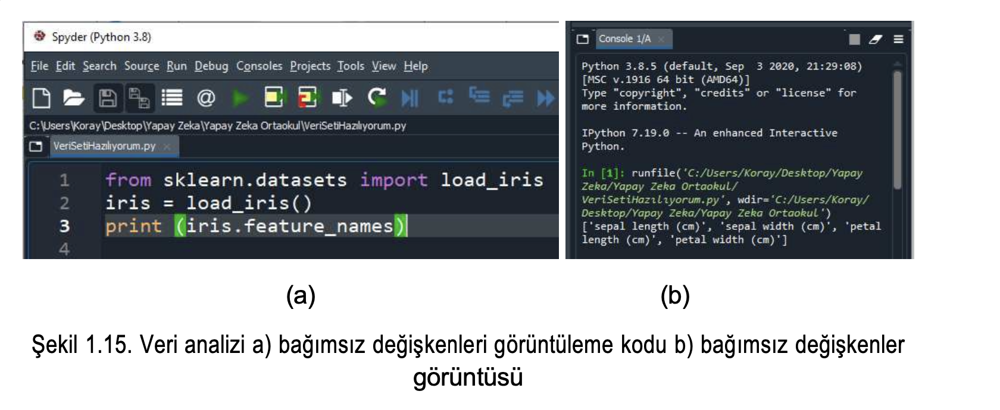 Spyder (Python 3.8)
File Edit Search Source Run Debug Consoles Projects Tools View Help
C:\Users\Koray\Desktop\Yapay Zeka\Yapay Zeka Ortaokul\VeriSetiHazılıyorum.py
VeriSetiHazılıyorum.py
1 from sklearn.datasets import load_iris
2 iris = load_iris()
3 print (iris.feature_names)
4
Console 1/A
Python 3.8.5 (default, Sep  3 2020, 21:29:08)
[MSC v.1916 64 bit (AMD64)]
Type "copyright", "credits" or "license" for
more information.
IPython 7.19.0 -- An enhanced Interactive
Python.
In [1]: runfile('C:/Users/Koray/Desktop/Yapay
Zeka/Yapay Zeka Ortaokul/
VeriSetiHazılıyorum.py', wdir='C:/Users/Koray/
Desktop/Yapay Zeka/Yapay Zeka Ortaokul')
['sepal length (cm)', 'sepal width (cm)', 'petal
length (cm)', 'petal width (cm)']
(a)
(b)
Şekil 1.15. Veri analizi a) bağımsız değişkenleri görüntüleme kodu b) bağımsız değişkenler
görüntüsü